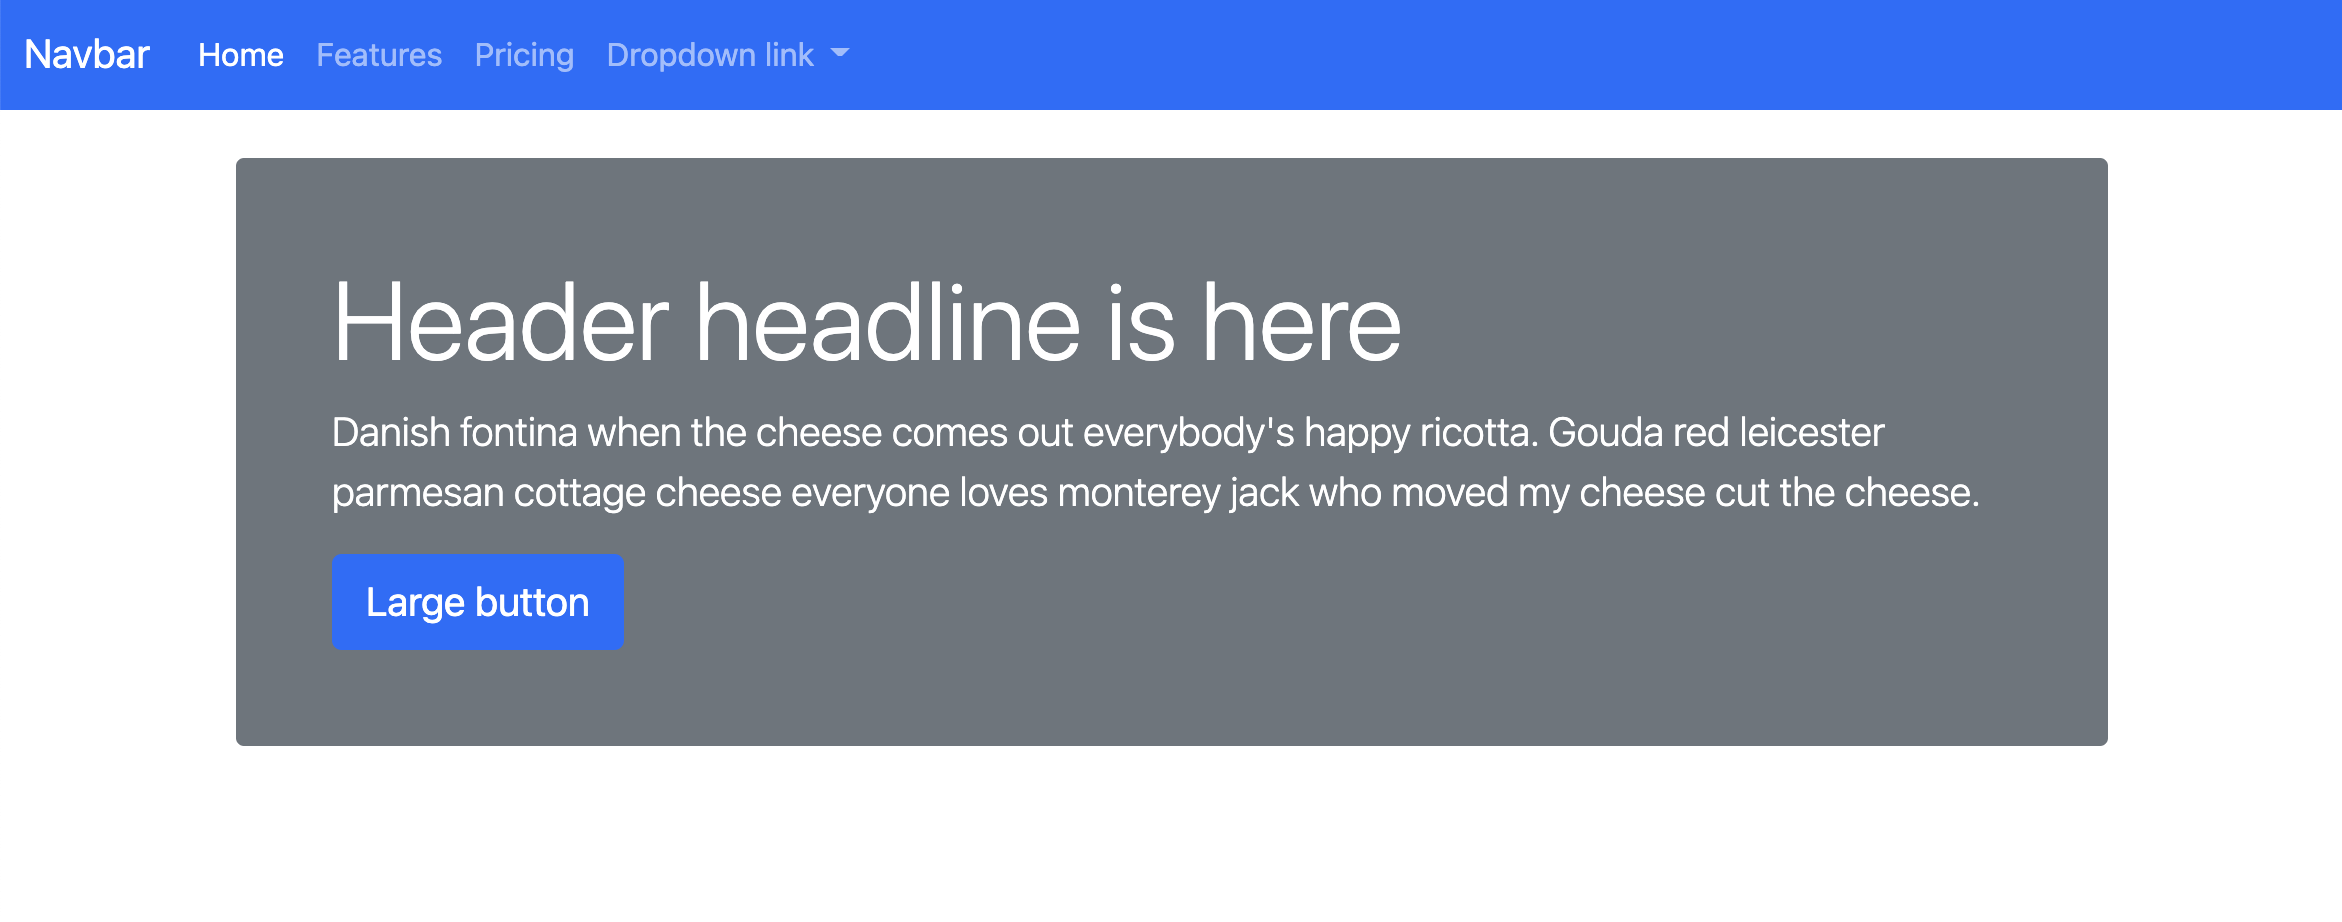 Navbar Home Features Pricing Dropdown link
Header headline is here
Danish fontina when the cheese comes out everybody's happy ricotta. Gouda red leicester
parmesan cottage cheese everyone loves monterey jack who moved my cheese cut the cheese.
Large button